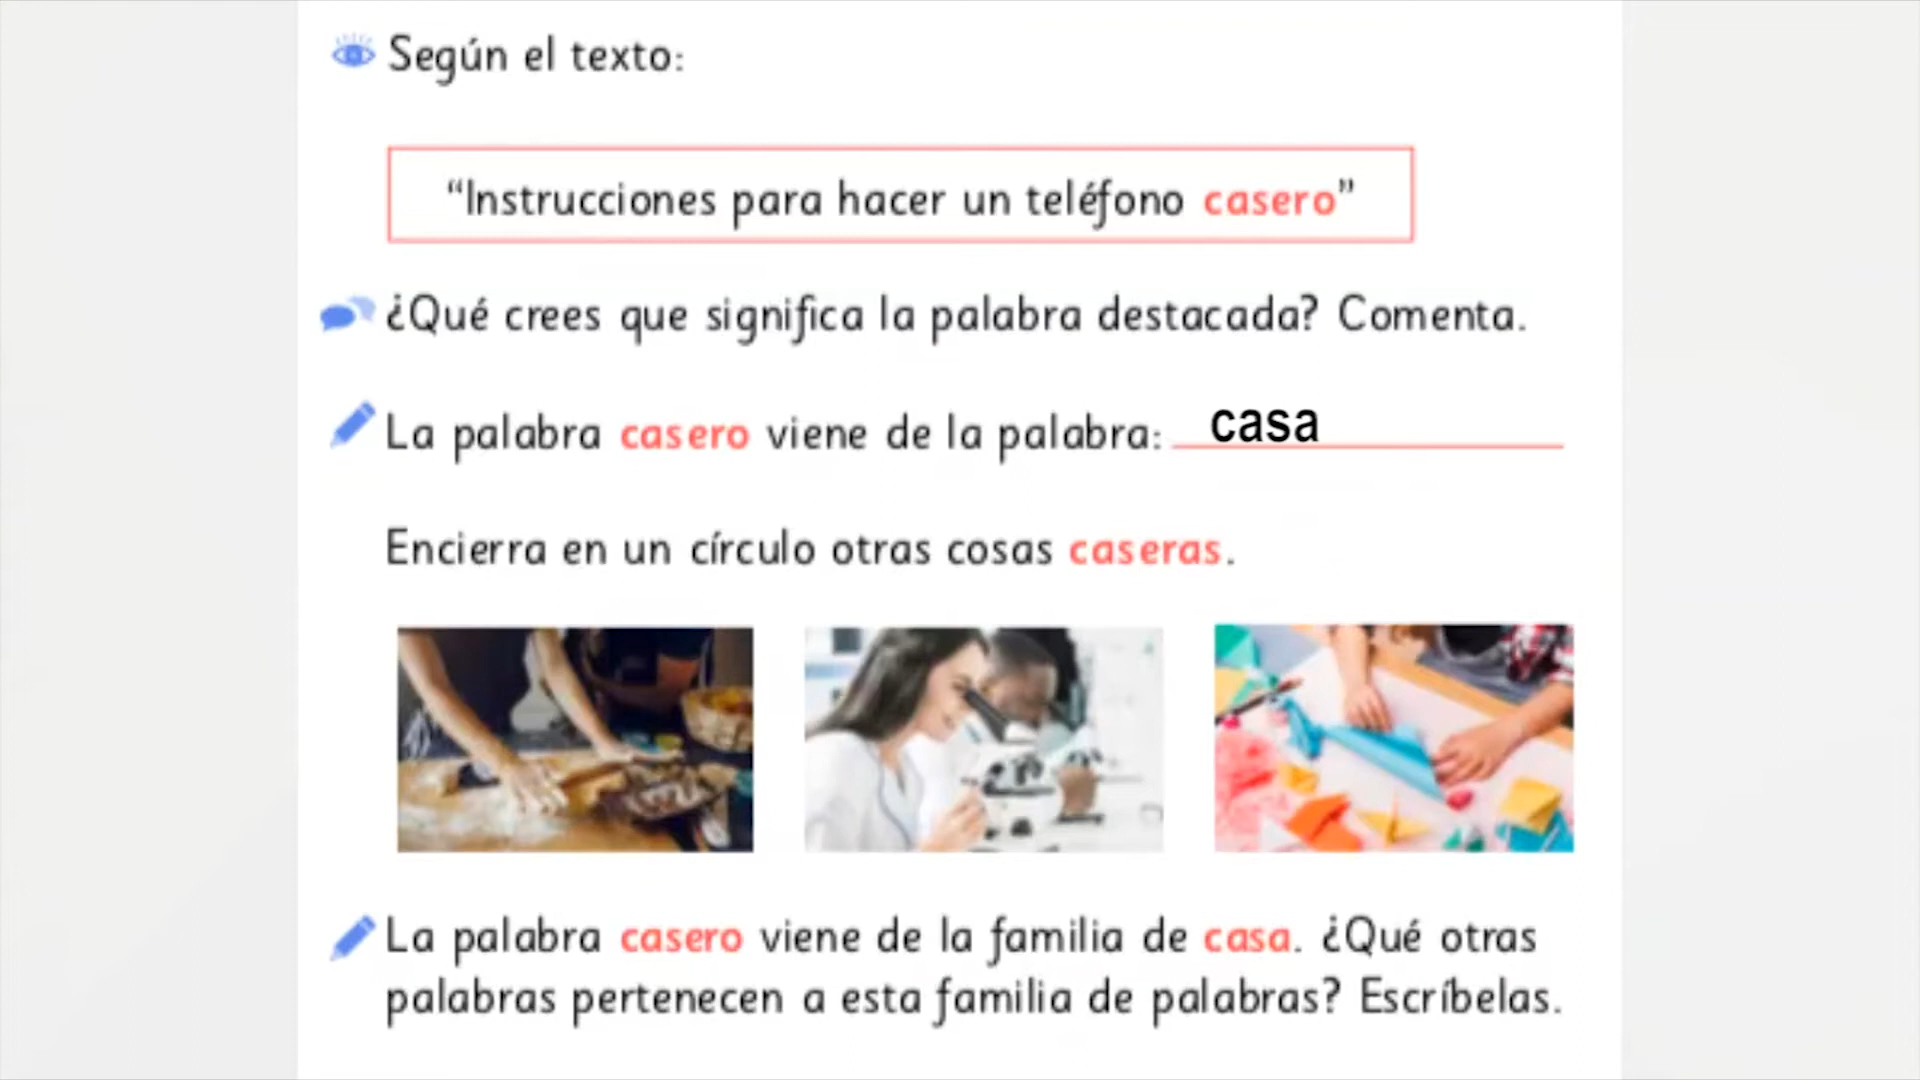 Según el texto:
“Instrucciones para hacer un teléfono casero”
¿Qué crees que significa la palabra destacada? Comenta.
La palabra casero viene de la palabra: casa
Encierra en un círculo otras cosas caseras.
La palabra casero viene de la familia de casa. ¿Qué otras
palabras pertenecen a esta familia de palabras? Escríbelas.